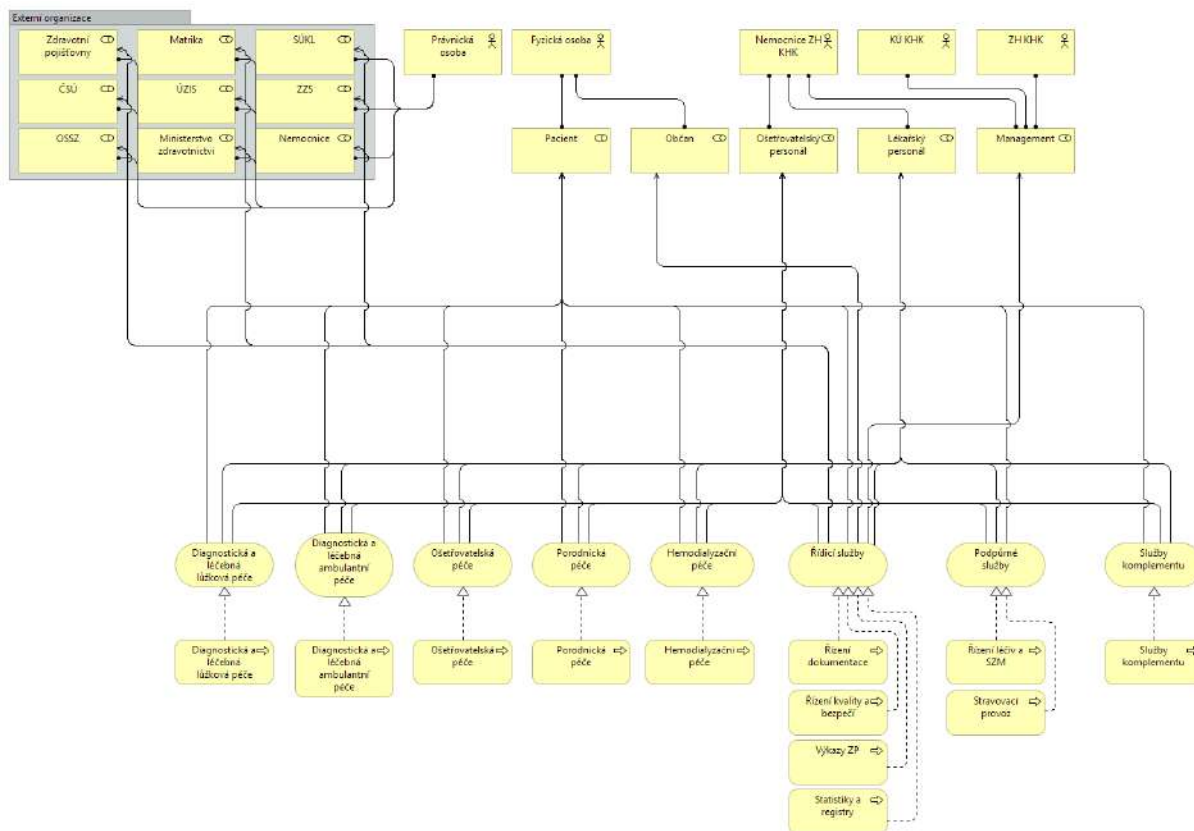 Externí organizace
Zdravotní
pojišťovny
Matrika
SÚKL
ČSÚ
ÚZIS
ZZS
OSSZ
Ministerstvo
zdravotnictví
Nemocnice
Právnická
osoba
Fyzická osoba
Nemocnice ZH
KHK
KÚ KHK
ZH KHK
Pacient
Občan
Ošetřovatelský
personál
Lékařský
personál
Management
Diagnostická a
léčebná
lůžková péče
Diagnostická a
léčebná
ambulantní
péče
Ošetřovatelská
péče
Porodnická
péče
Hemodialyzační
péče
Řídicí služby
Podpůrné
služby
Služby
komplementu
Diagnostická a
léčebná
lůžková péče
Diagnostická a
léčebná
ambulantní
péče
Ošetřovatelská
péče
Porodnická
péče
Hemodialyzační
péče
Řízení
dokumentace
Řízení léčiv a
SZM
Služby
komplementu
Řízení kvality a
bezpečí
Stravovací
provoz
Výkazy ZP
Statistiky a
registry